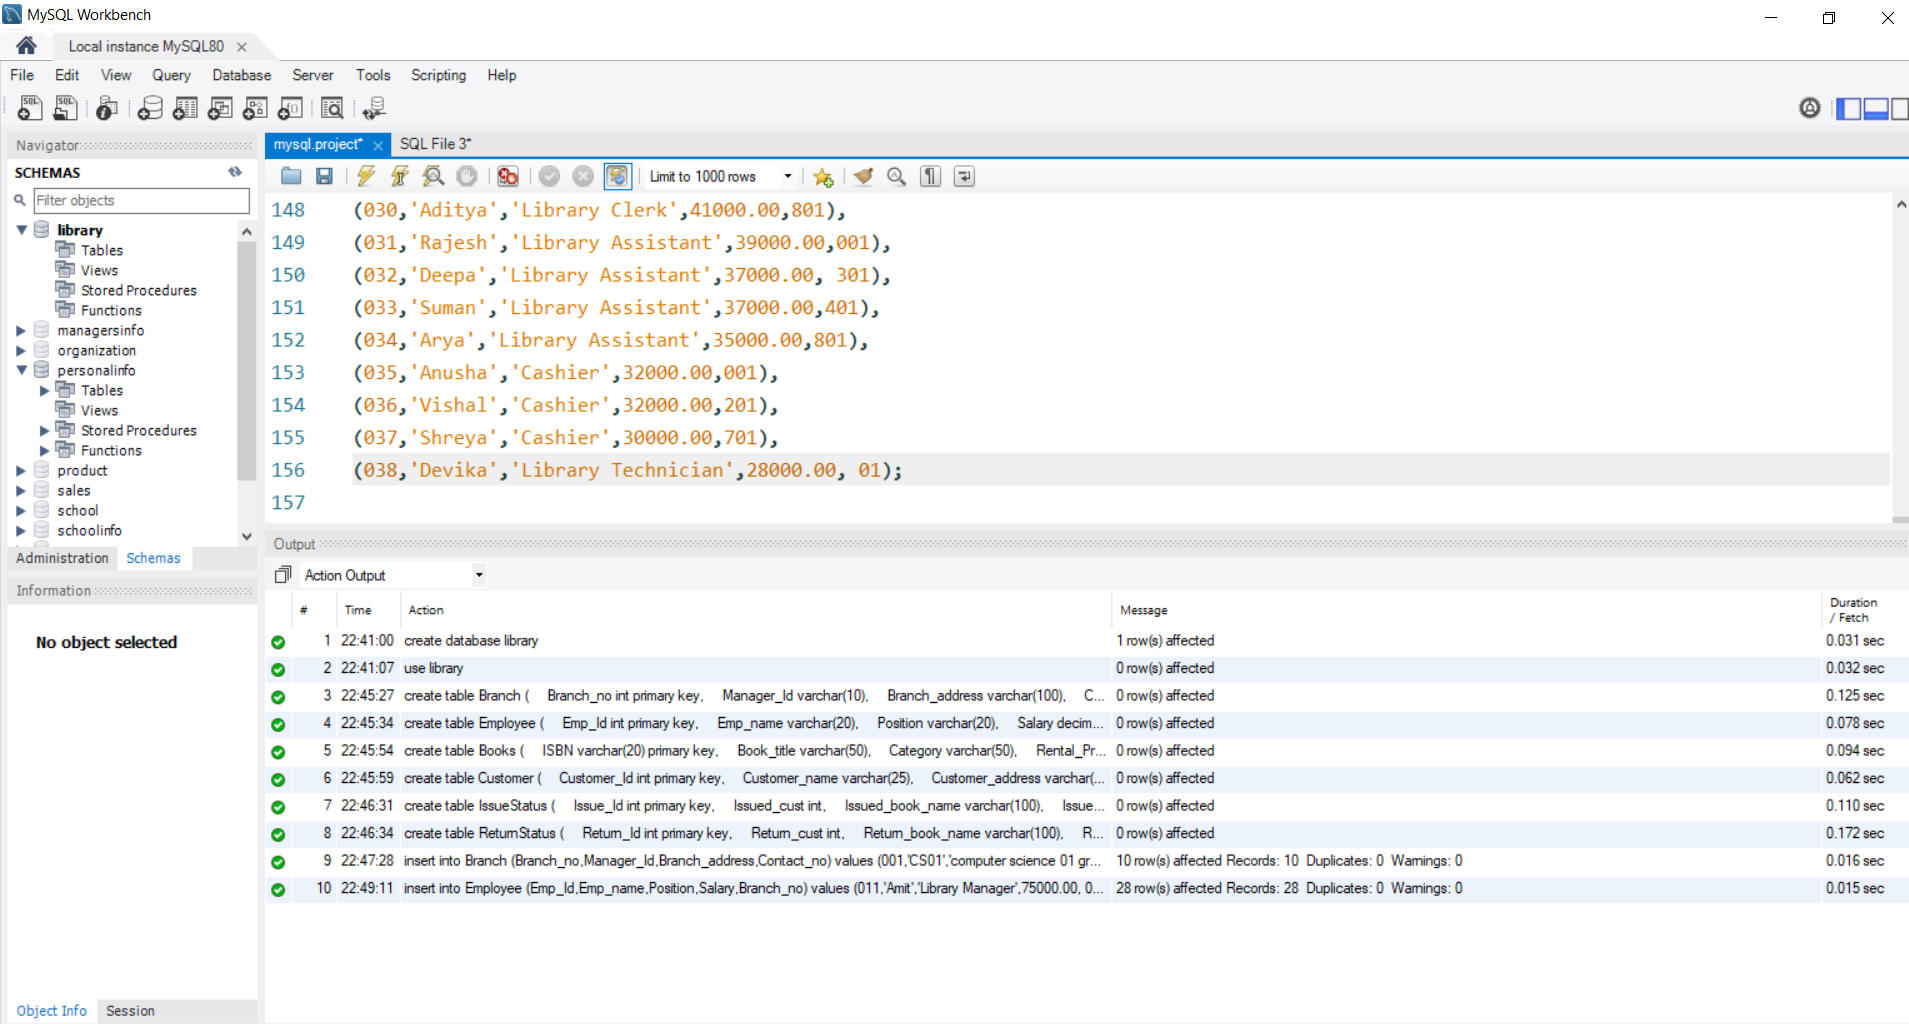 MySQL Workbench
Local instance MySQL80
File Edit View Query Database Server Tools Scripting Help
Navigator
SCHEMAS
Filter objects
library
Tables
Views
Stored Procedures
Functions
managersinfo
organization
personalinfo
Tables
Views
Stored Procedures
Functions
product
sales
school
schoolinfo
Administration Schemas
Information
No object selected
Object Info Session
mysql.project* SQL File 3*
Limit to 1000 rows
148 (030,'Aditya','Library Clerk',41000.00,801),
149 (031,'Rajesh','Library Assistant',39000.00,001),
150 (032,'Deepa','Library Assistant',37000.00, 301),
151 (033,'Suman','Library Assistant',37000.00,401),
152 (034,'Arya','Library Assistant',35000.00,801),
153 (035,'Anusha','Cashier',32000.00,001),
154 (036,'Vishal','Cashier',32000.00,201),
155 (037,'Shreya','Cashier',30000.00,701),
156 (038,'Devika','Library Technician',28000.00, 01);
157
Output
Action Output
# Time Action Message Duration / Fetch
1 22:41:00 create database library 1 row(s) affected 0.031 sec
2 22:41:07 use library 0 row(s) affected 0.032 sec
3 22:45:27 create table Branch ( Branch_no int primary key, Manager_Id varchar(10), Branch_address varchar(100), C... 0 row(s) affected 0.125 sec
4 22:45:34 create table Employee ( Emp_Id int primary key, Emp_name varchar(20), Position varchar(20), Salary decim... 0 row(s) affected 0.078 sec
5 22:45:54 create table Books ( ISBN varchar(20) primary key, Book_title varchar(50), Category varchar(50), Rental_Pr... 0 row(s) affected 0.094 sec
6 22:45:59 create table Customer ( Customer_Id int primary key, Customer_name varchar(25), Customer_address varchar(... 0 row(s) affected 0.062 sec
7 22:46:31 create table IssueStatus ( Issue_Id int primary key, Issued_cust int, Issued_book_name varchar(100), Issue... 0 row(s) affected 0.110 sec
8 22:46:34 create table ReturnStatus ( Return_Id int primary key, Return_cust int, Return_book_name varchar(100), R... 0 row(s) affected 0.172 sec
9 22:47:28 insert into Branch (Branch_no,Manager_Id,Branch_address,Contact_no) values (001,'CS01','computer science 01 gr... 10 row(s) affected Records: 10 Duplicates: 0 Warnings: 0 0.016 sec
10 22:49:11 insert into Employee (Emp_Id,Emp_name,Position,Salary,Branch_no) values (011,'Amit','Library Manager',75000.00, 0... 28 row(s) affected Records: 28 Duplicates: 0 Warnings: 0 0.015 sec